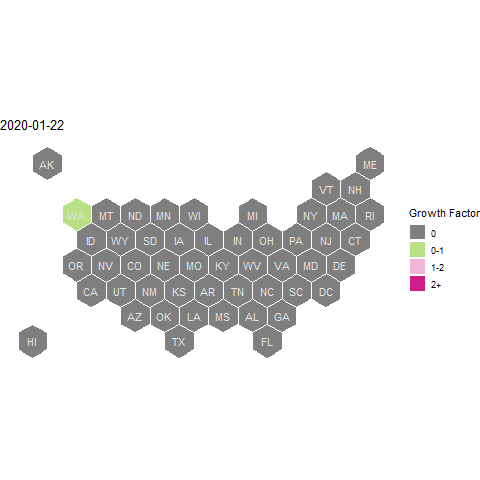 2020-01-22
AK ME
VT NH
WA MT ND MN WI MI NY MA RI
ID WY SD IA IL IN OH PA NJ CT
OR NV CO NE MO KY WV VA MD DE
CA UT NM KS AR TN NC SC DC
AZ OK LA MS AL GA
HI TX FL
Growth Factor
0
0-1
1-2
2+